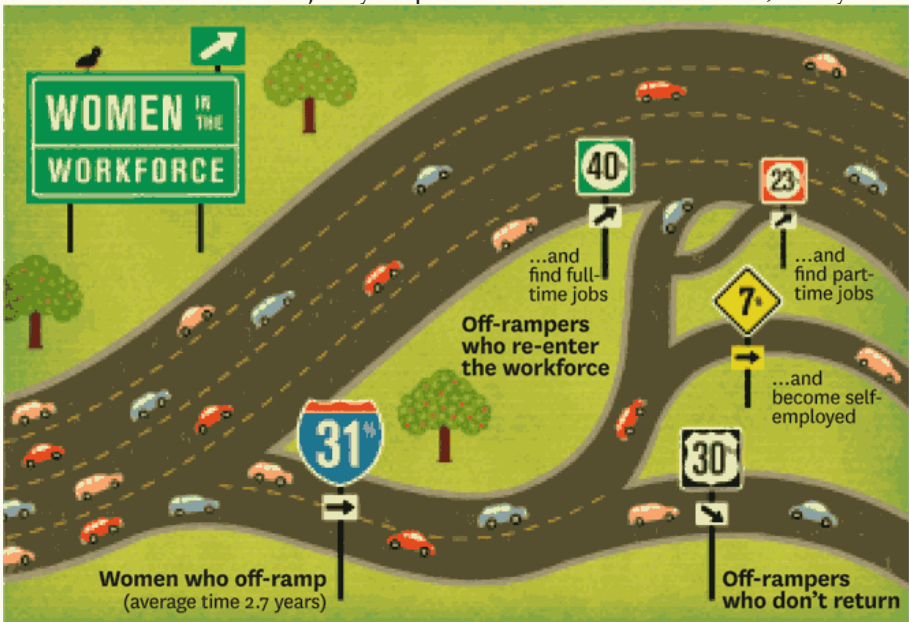 WOMEN IN THE
WORKFORCE
40%
23%
...and
find full-
time jobs
...and
find part-
time jobs
7%
Off-rampers
who re-enter
the workforce
...and
become self-
employed
31%
30%
Women who off-ramp
(average time 2.7 years)
Off-rampers
who don't return